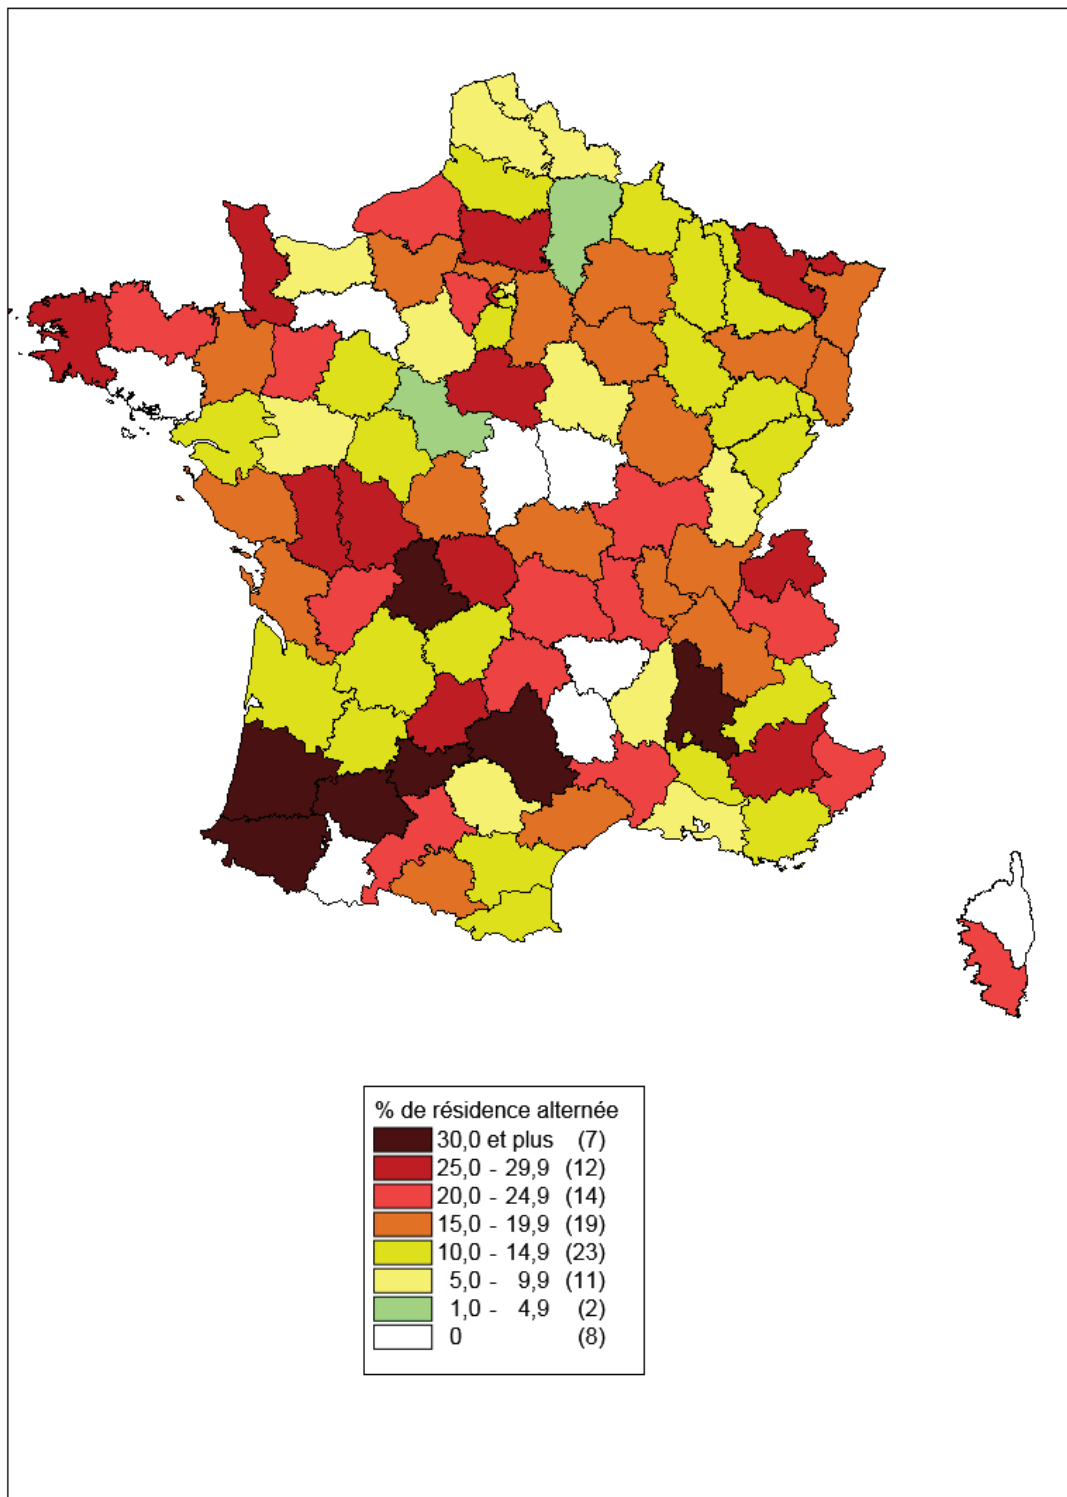 % de résidence alternée
30,0 et plus (7)
25,0 - 29,9 (12)
20,0 - 24,9 (14)
15,0 - 19,9 (19)
10,0 - 14,9 (23)
5,0 - 9,9 (11)
1,0 - 4,9 (2)
0 (8)